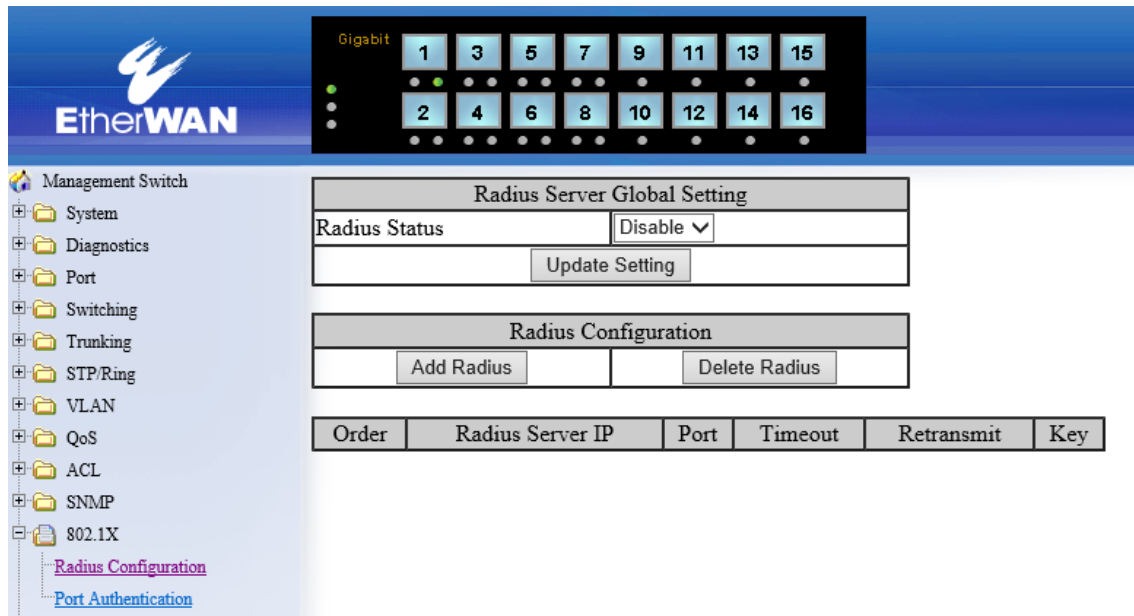 EtherWAN
Gigabit
1 3 5 7 9 11 13 15
2 4 6 8 10 12 14 16
Management Switch
System
Diagnostics
Port
Switching
Trunking
STP/Ring
VLAN
QoS
ACL
SNMP
802.1X
Radius Configuration
Port Authentication
Radius Server Global Setting
Radius Status Disable
Update Setting
Radius Configuration
Add Radius Delete Radius
Order Radius Server IP Port Timeout Retransmit Key